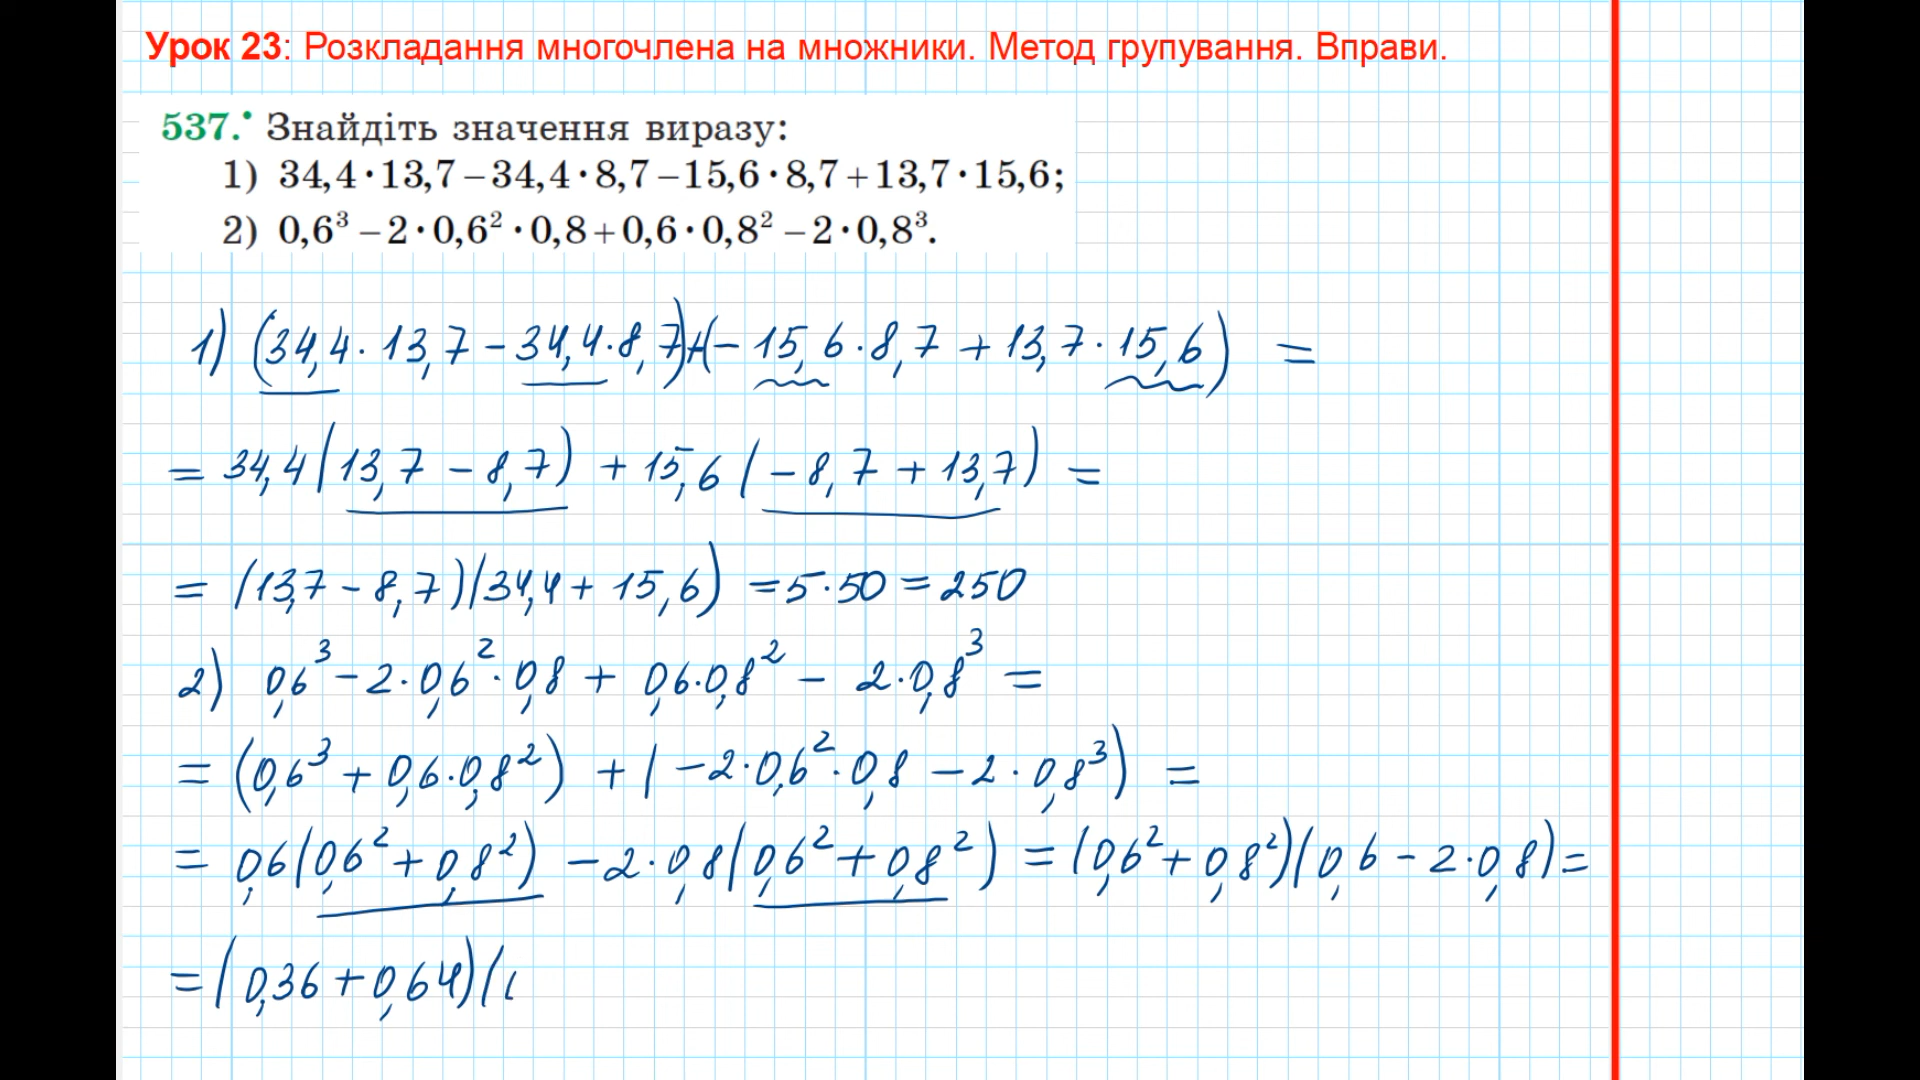 Урок 23: Розкладання многочлена на множники. Метод групування. Вправи.
537.• Знайдіть значення виразу:
1) 34,4·13,7−34,4·8,7−15,6·8,7+13,7·15,6;
2) 0,6³−2·0,6²·0,8+0,6·0,8²−2·0,8³.
1) (34,4·13,7−34,4·8,7)+(−15,6·8,7+13,7·15,6) =
= 34,4(13,7−8,7) + 15,6(−8,7+13,7) =
= (13,7−8,7)(34,4+15,6) = 5·50 = 250
2) 0,6³−2·0,6²·0,8 + 0,6·0,8² − 2·0,8³ =
= (0,6³+0,6·0,8²) + (−2·0,6²·0,8 − 2·0,8³) =
= 0,6(0,6²+0,8²) − 2·0,8(0,6²+0,8²) = (0,6²+0,8²)(0,6−2·0,8) =
= (0,36+0,64)(